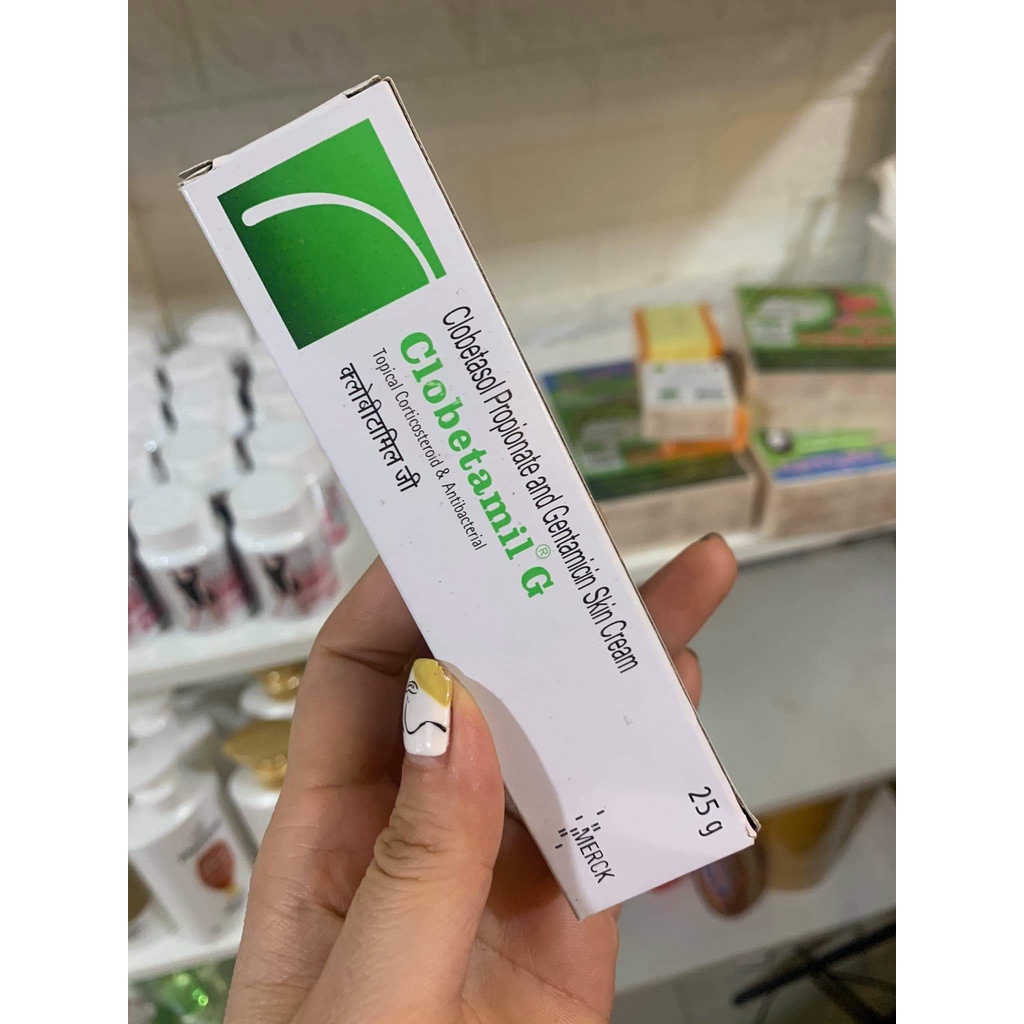 Clobetasol Propionate and Gentamicin Skin Cream
Clobetamil® G
Topical Corticosteroid & Antibacterial
क्लोबीटामिल जी
25 g
MERCK